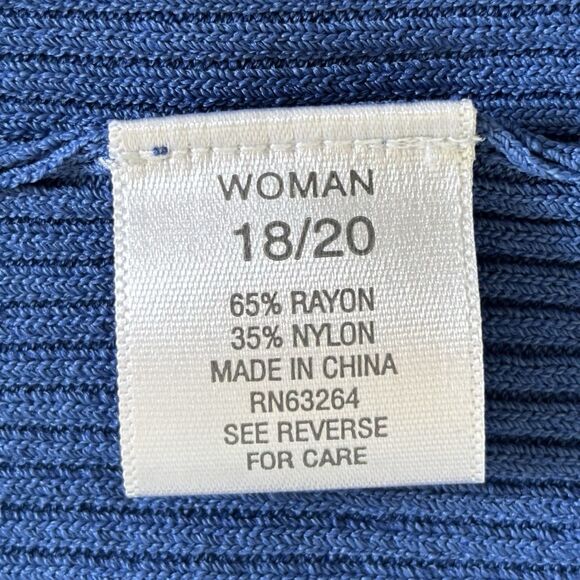 WOMAN
18/20
65% RAYON
35% NYLON
MADE IN CHINA
RN63264
SEE REVERSE
FOR CARE